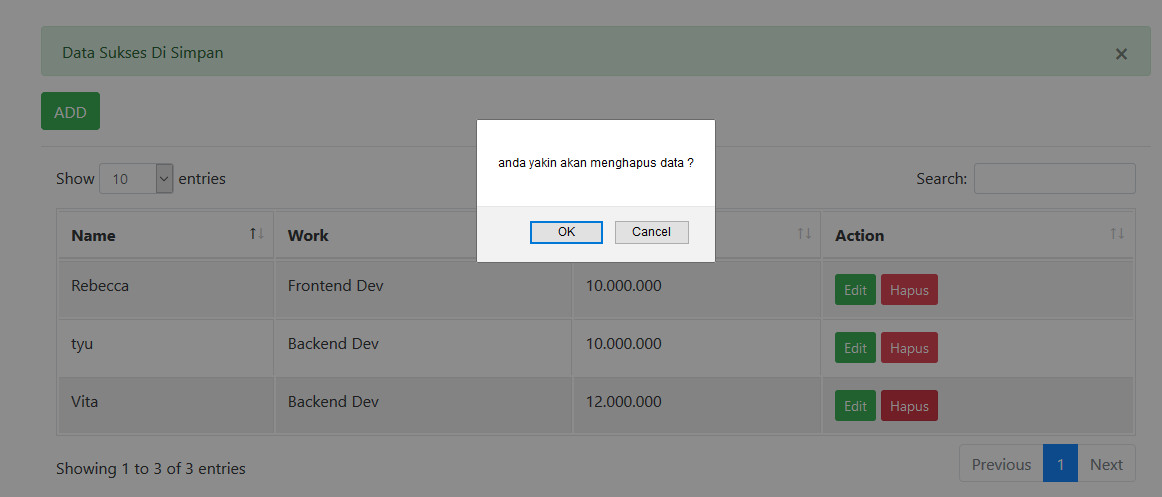 Data Sukses Di Simpan ×
ADD
anda yakin akan menghapus data ?
OK Cancel
Show 10 entries Search:
Name Work Action
Rebecca Frontend Dev 10.000.000 Edit Hapus
tyu Backend Dev 10.000.000 Edit Hapus
Vita Backend Dev 12.000.000 Edit Hapus
Showing 1 to 3 of 3 entries Previous 1 Next